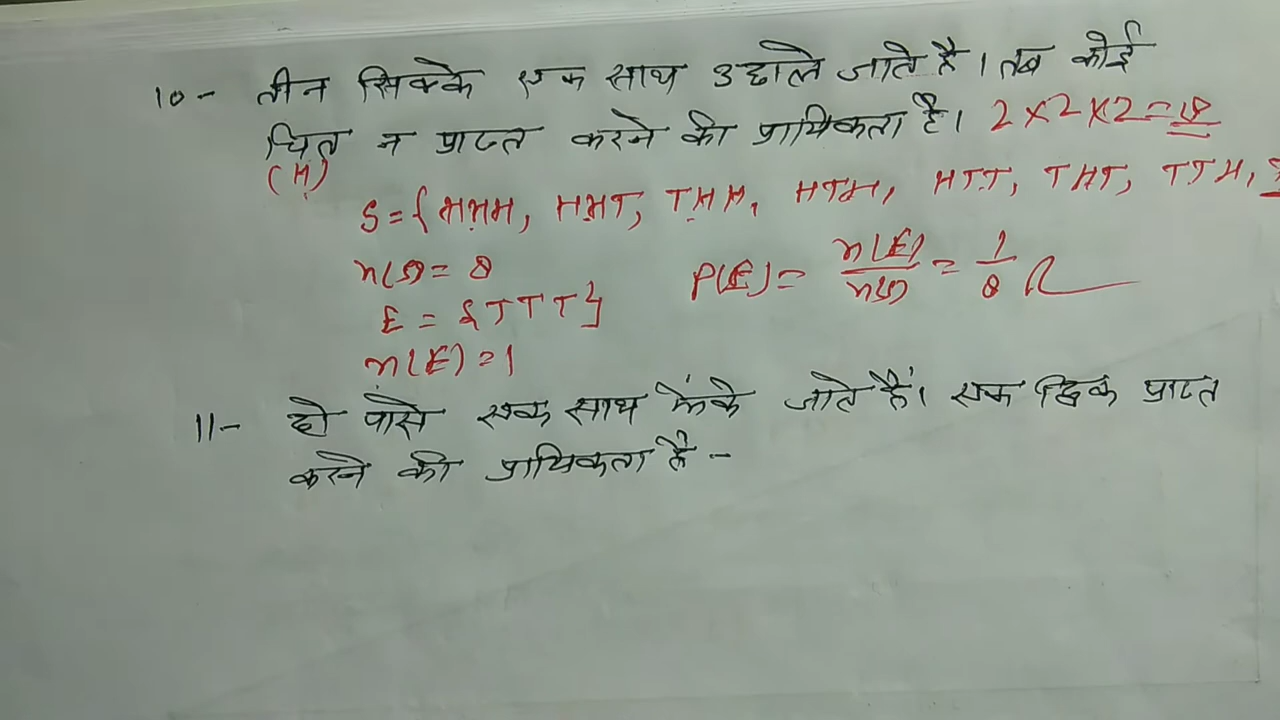 10- तीन सिक्के एक साथ उछाले जाते है। तब कोई
चित न प्राप्त करने की प्रायिकता है। 2×2×2=8
(H)
S={HHH, HHT, THH, HTH, HTT, THT, TTH,
n(S)= 8
P(E)= n(E)/n(S) = 1/8
E = {TTT}
n(E)=1
11- दो पांसे एक साथ फेंके जाते हैं। एक द्विक प्राप्त
करने की प्रायिकता है -